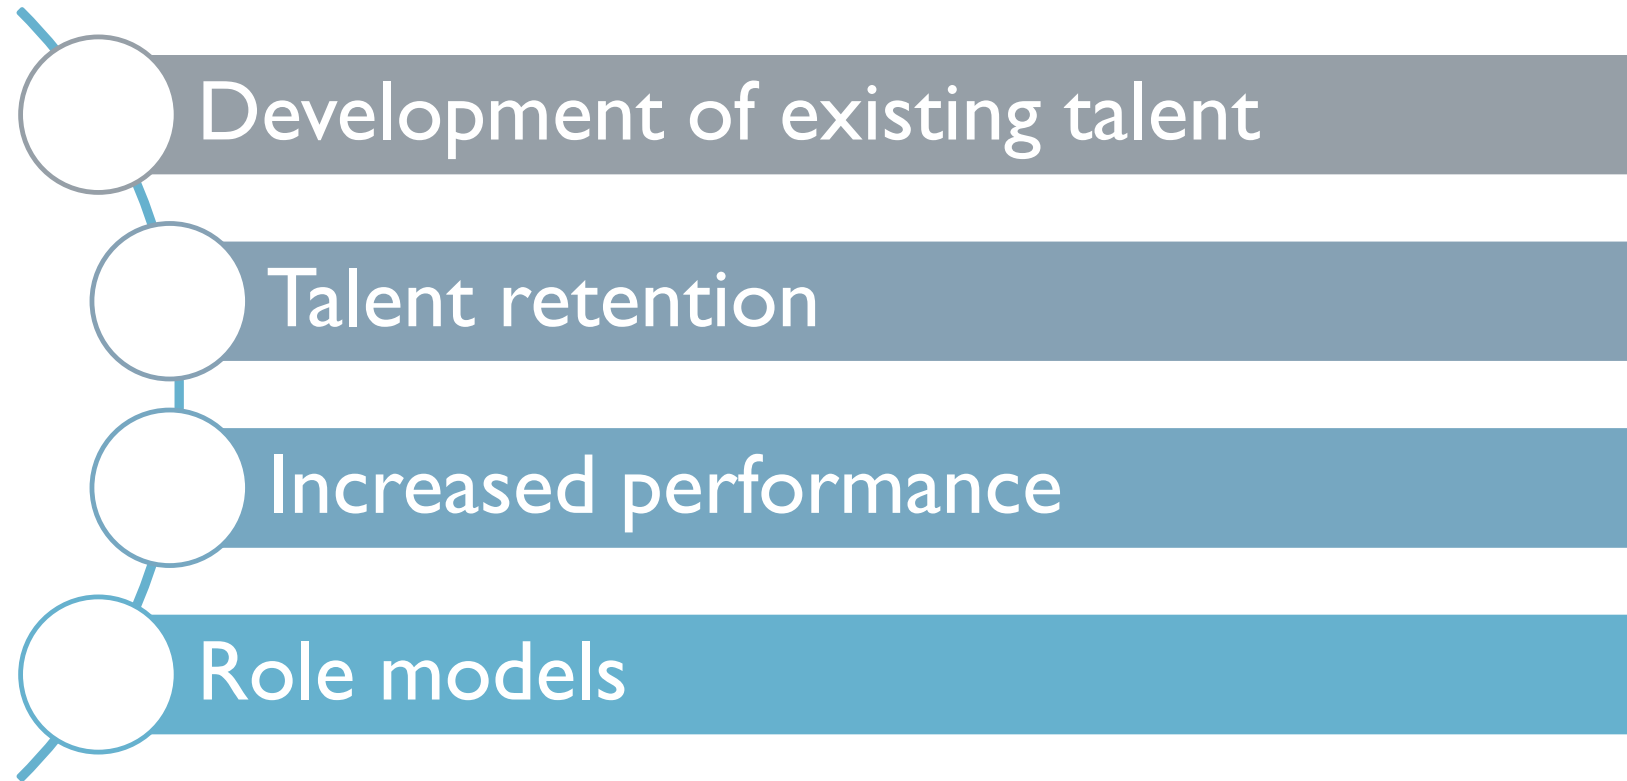 Development of existing talent
Talent retention
Increased performance
Role models